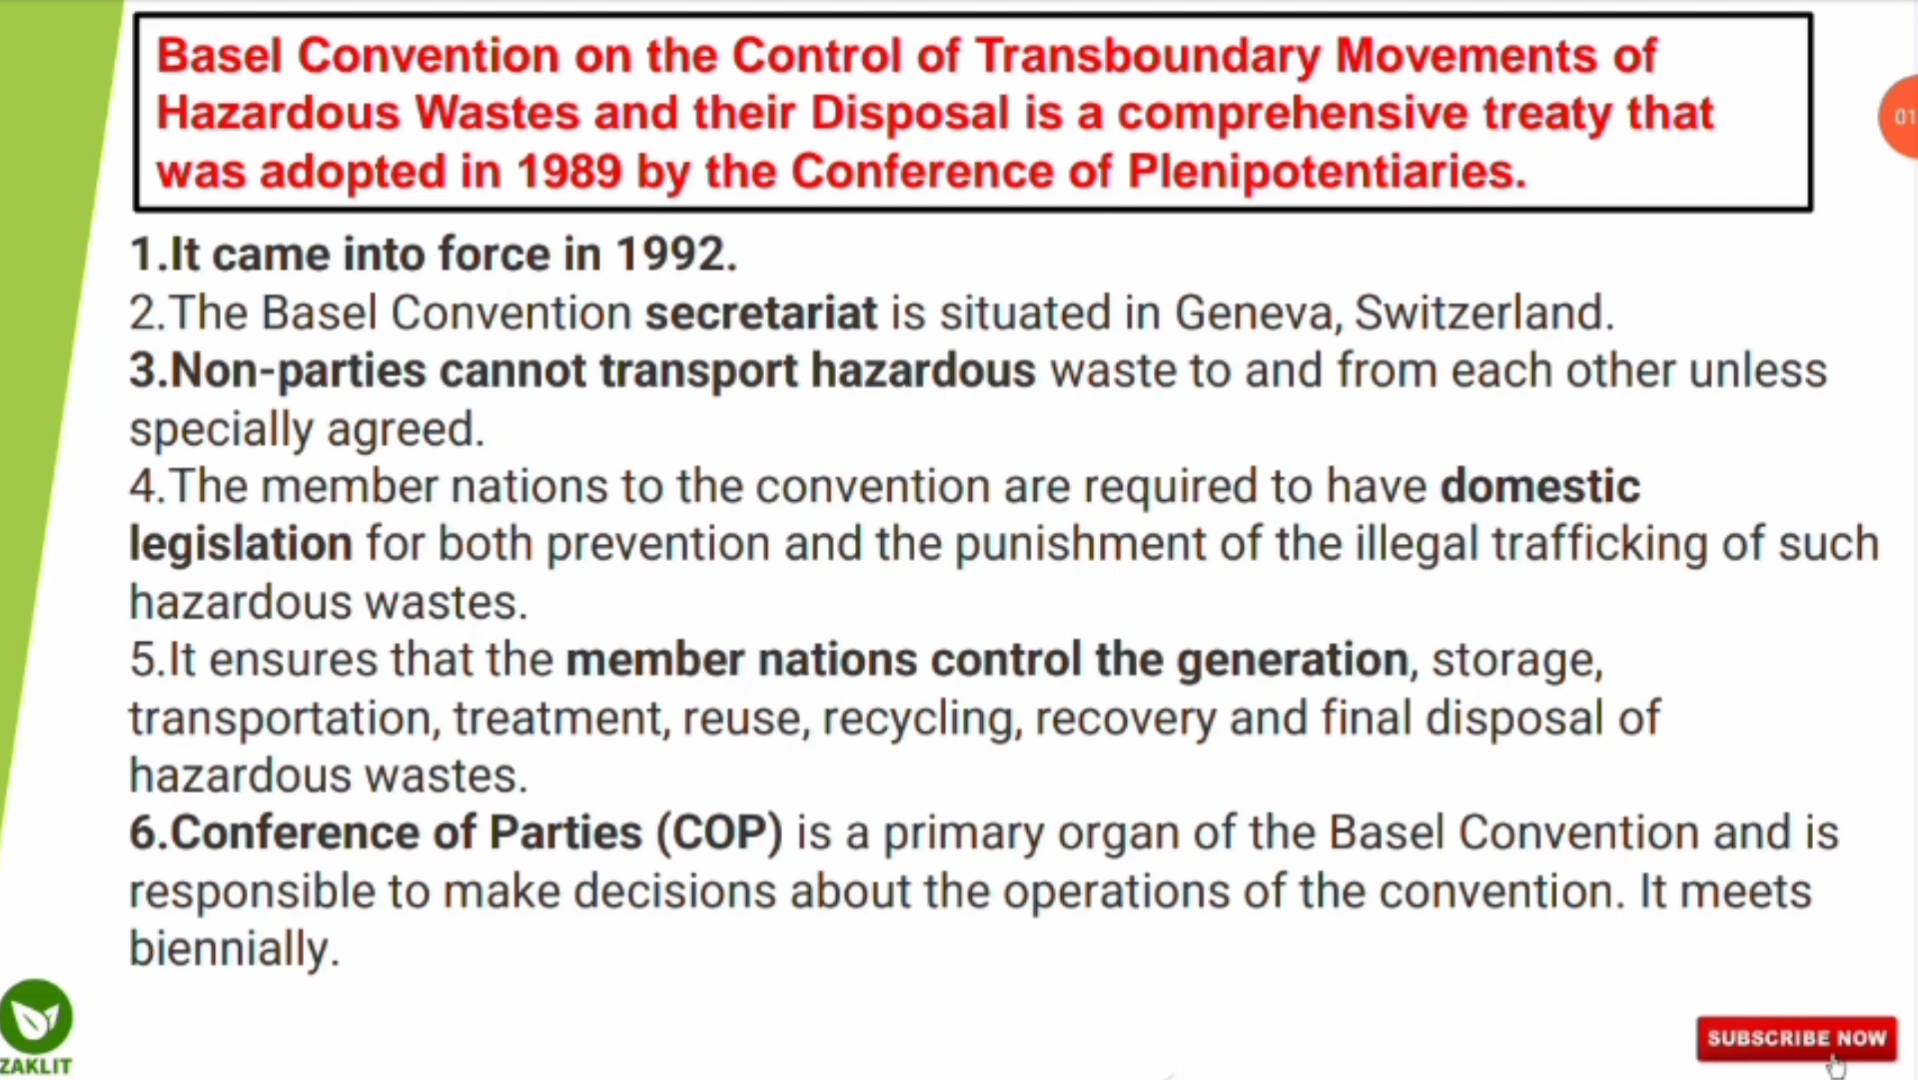 Basel Convention on the Control of Transboundary Movements of
Hazardous Wastes and their Disposal is a comprehensive treaty that
was adopted in 1989 by the Conference of Plenipotentiaries.
01
1.It came into force in 1992.
2.The Basel Convention secretariat is situated in Geneva, Switzerland.
3.Non-parties cannot transport hazardous waste to and from each other unless
specially agreed.
4.The member nations to the convention are required to have domestic
legislation for both prevention and the punishment of the illegal trafficking of such
hazardous wastes.
5.It ensures that the member nations control the generation, storage,
transportation, treatment, reuse, recycling, recovery and final disposal of
hazardous wastes.
6.Conference of Parties (COP) is a primary organ of the Basel Convention and is
responsible to make decisions about the operations of the convention. It meets
biennially.
ZAKLIT
SUBSCRIBE NOW